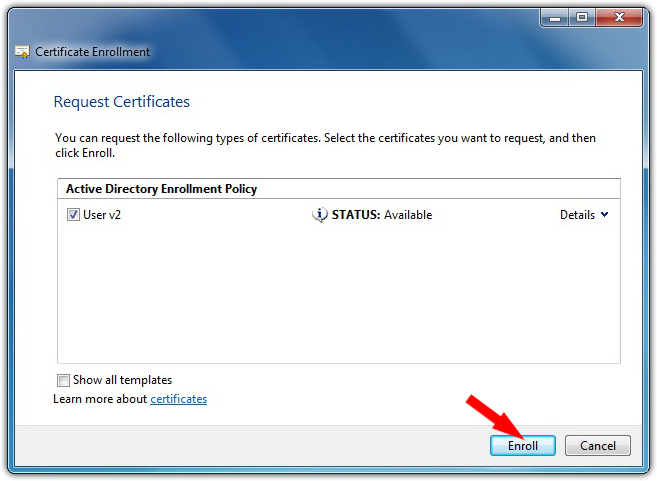 Certificate Enrollment
Request Certificates
You can request the following types of certificates. Select the certificates you want to request, and then
click Enroll.
Active Directory Enrollment Policy
User v2 STATUS: Available Details
Show all templates
Learn more about certificates
Enroll Cancel